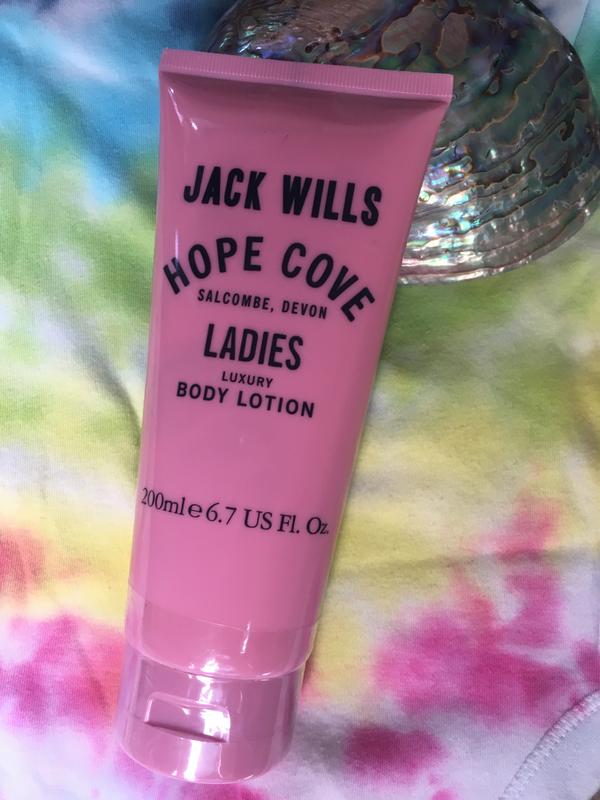 JACK WILLS
HOPE COVE
SALCOMBE, DEVON
LADIES
LUXURY
BODY LOTION
200ml e 6.7 US Fl. Oz.